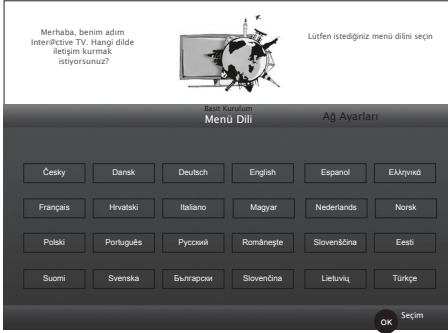 Merhaba, benim adım
Inter@ctive TV. Hangi dilde
iletişim kurmak
istiyorsunuz?
Lütfen istediğiniz menü dilini seçin
Basit Kurulum
Menü Dili
Ağ Ayarları
Česky Dansk Deutsch English Espanol Ελληνικά
Français Hrvatski Italiano Magyar Nederlands Norsk
Polski Português Русский Româneşte Slovenščina Eesti
Suomi Svenska Български Slovenčina Lietuvių Türkçe
OK Seçim